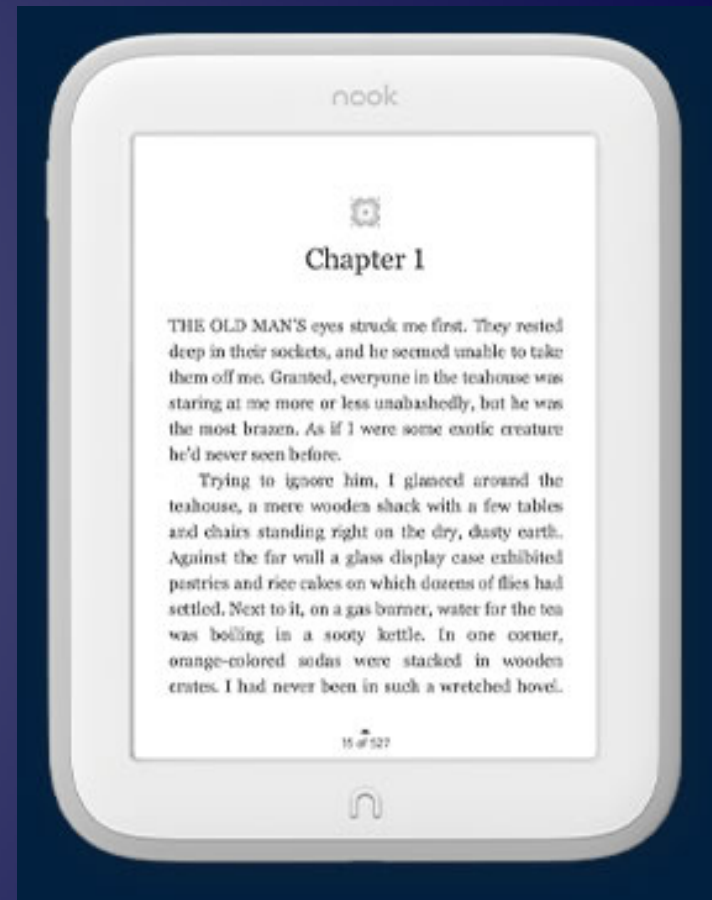 nook
Chapter 1
THE OLD MAN'S eyes struck me first. They rested
deep in their sockets, and he seemed unable to take
them off me. Granted, everyone in the teahouse was
staring at me more or less unabashedly, but he was
the most brazen. As if I were some exotic creature
he'd never seen before.
Trying to ignore him, I glanced around the
teahouse, a mere wooden shack with a few tables
and chairs standing right on the dry, dusty earth.
Against the far wall a glass display case exhibited
pastries and rice cakes on which dozens of flies had
settled. Next to it, on a gas burner, water for the tea
was boiling in a sooty kettle. In one corner,
orange-colored sodas were stacked in wooden
crates. I had never been in such a wretched hovel.
15 of 527